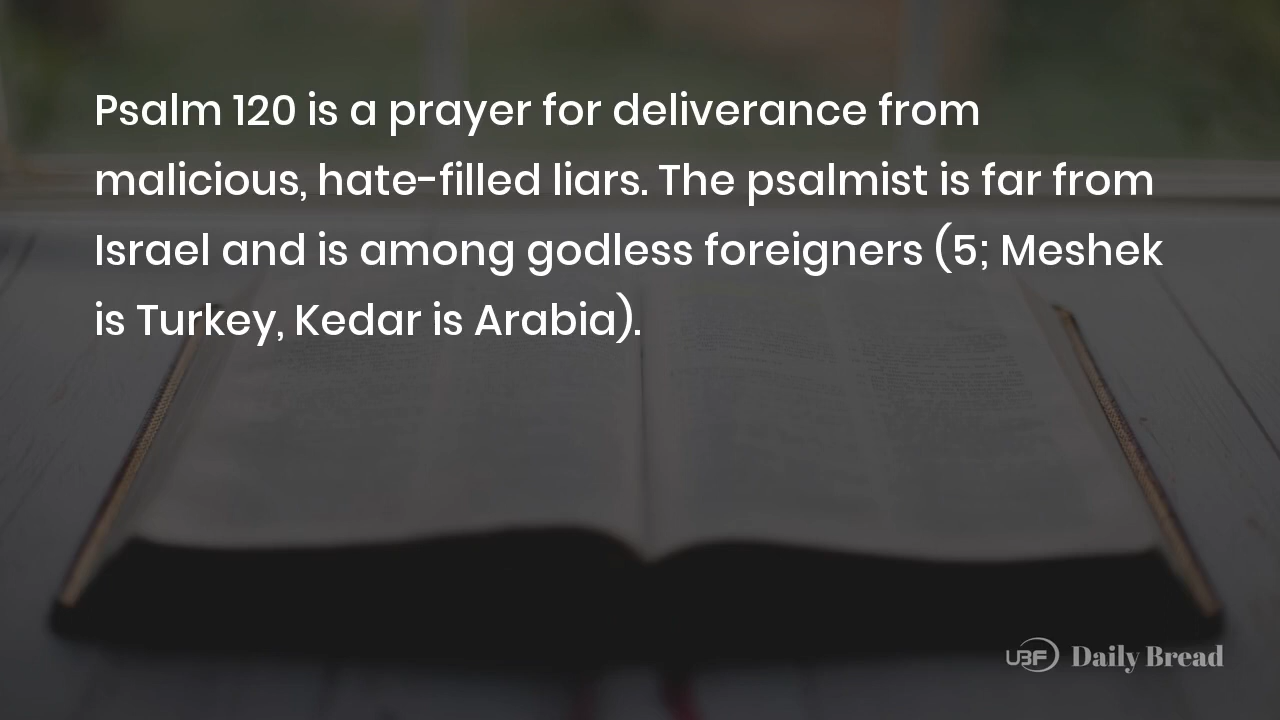 Psalm 120 is a prayer for deliverance from
malicious, hate-filled liars. The psalmist is far from
Israel and is among godless foreigners (5; Meshek
is Turkey, Kedar is Arabia).
UBF Daily Bread